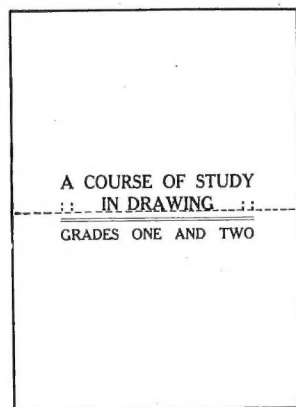 A COURSE OF STUDY
:: IN DRAWING ::
GRADES ONE AND TWO